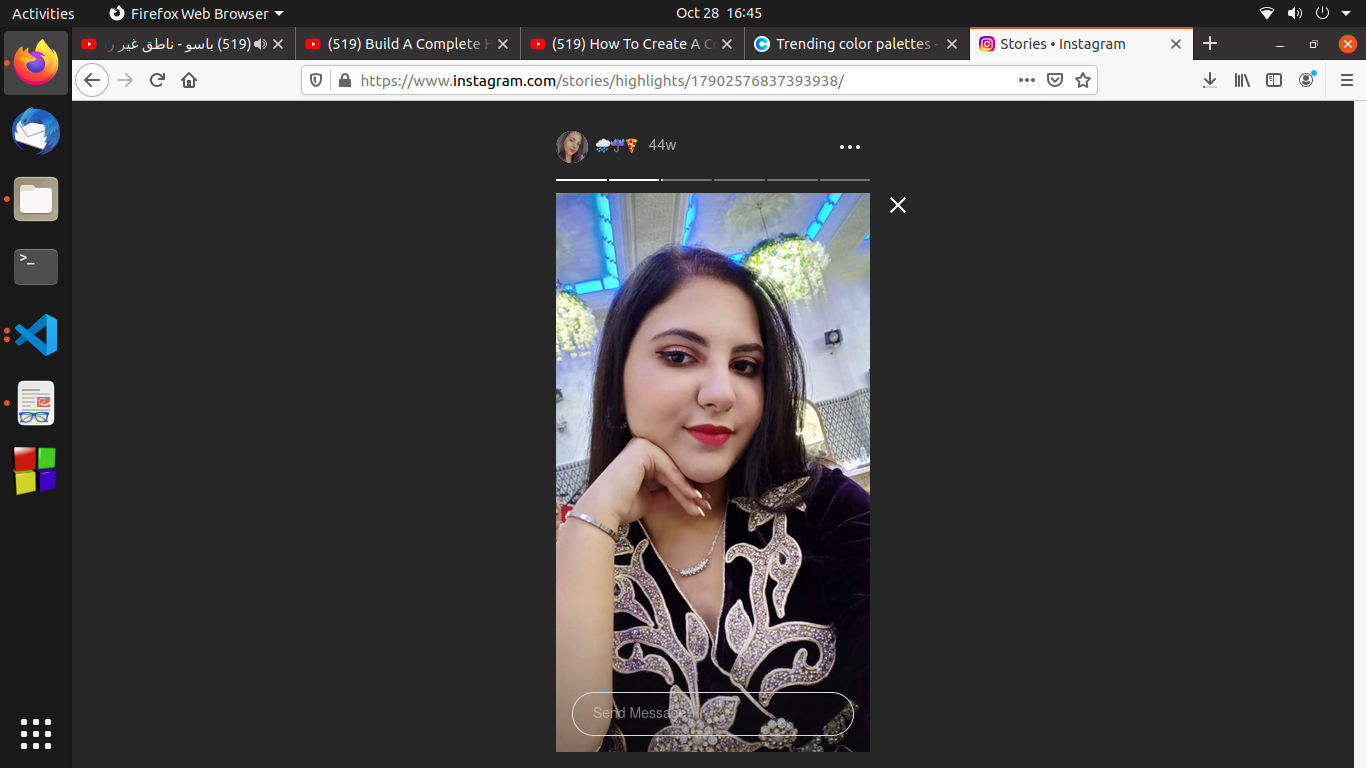 Activities
Firefox Web Browser
Oct 28 16:45
(519) باسو - ناطق غير
(519) Build A Complete
(519) How To Create A
Trending color palettes -
Stories • Instagram
https://www.instagram.com/stories/highlights/17902576837393938/
🌧️☔🍕 44w
>_
Send Message